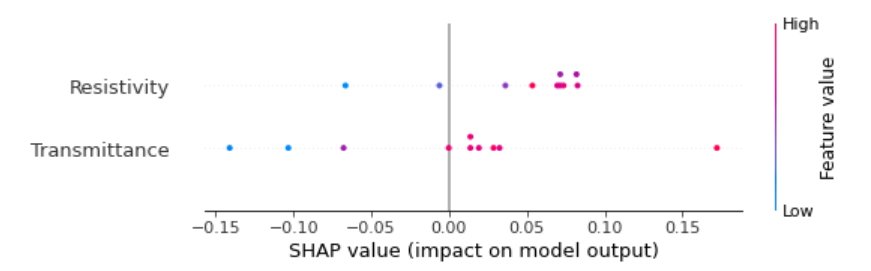 High
Resistivity
Transmittance
Feature value
Low
−0.15 −0.10 −0.05 0.00 0.05 0.10 0.15
SHAP value (impact on model output)